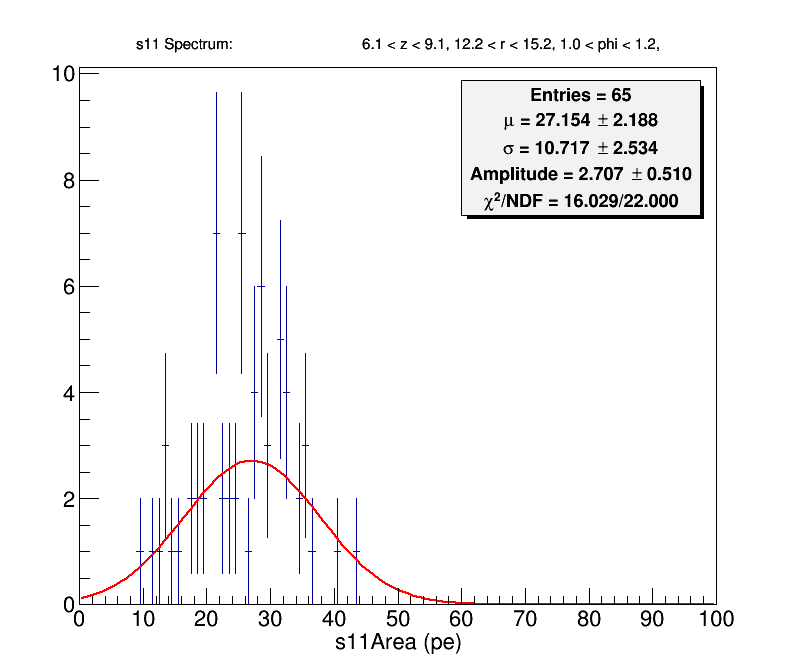 s11 Spectrum: 6.1 < z < 9.1, 12.2 < r < 15.2, 1.0 < phi < 1.2,
Entries = 65
μ = 27.154 ± 2.188
σ = 10.717 ± 2.534
Amplitude = 2.707 ± 0.510
χ²/NDF = 16.029/22.000
10
8
6
4
2
0
0 10 20 30 40 50 60 70 80 90 100
s11Area (pe)